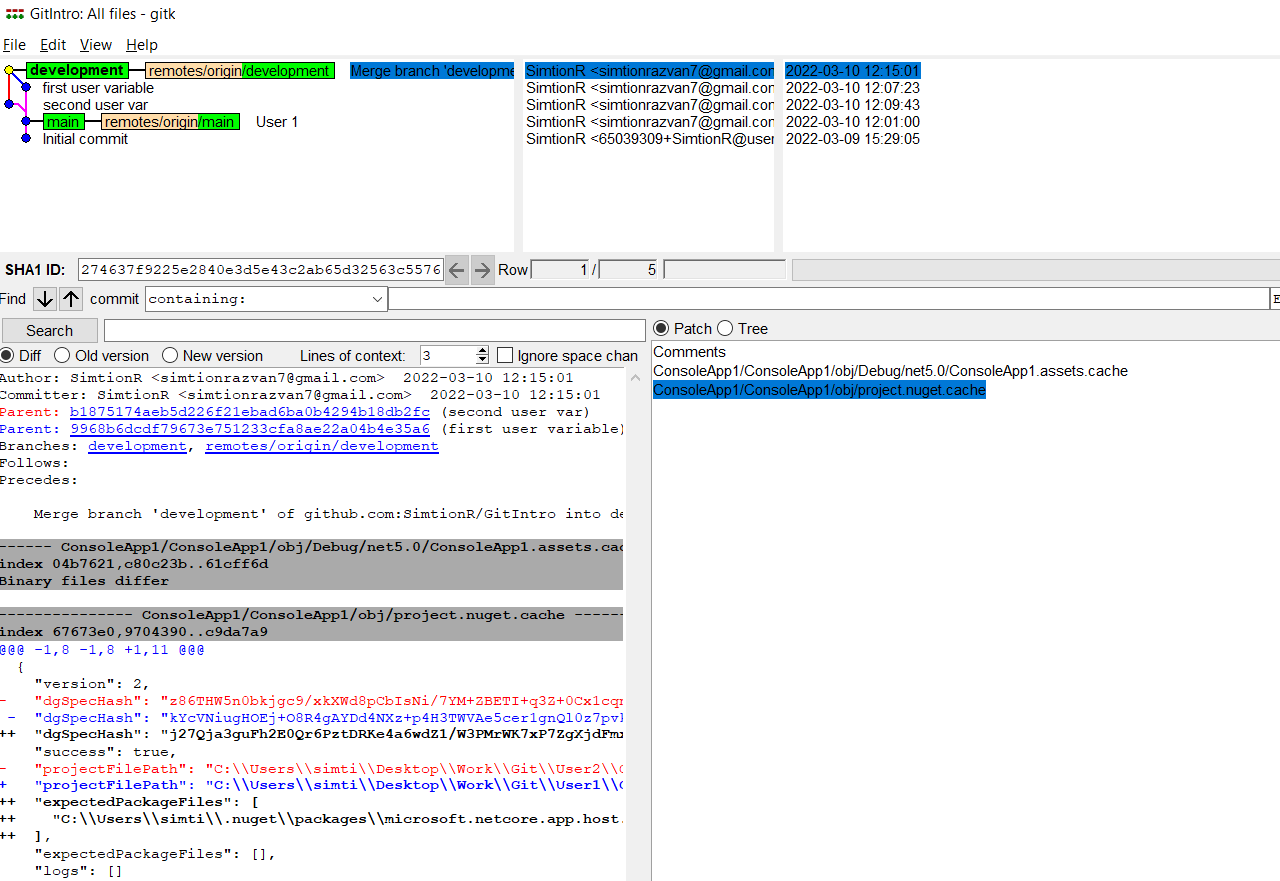 GitIntro: All files - gitk
File Edit View Help
development remotes/origin/development Merge branch 'developme SimtionR <simtionrazvan7@gmail.con 2022-03-10 12:15:01
first user variable SimtionR <simtionrazvan7@gmail.con 2022-03-10 12:07:23
second user var SimtionR <simtionrazvan7@gmail.con 2022-03-10 12:09:43
main remotes/origin/main User 1 SimtionR <simtionrazvan7@gmail.con 2022-03-10 12:01:00
Initial commit SimtionR <65039309+SimtionR@user 2022-03-09 15:29:05
SHA1 ID: 274637f9225e2840e3d5e43c2ab65d32563c5576 Row 1 / 5
Find commit containing:
Search
Patch Tree
Diff Old version New version Lines of context: 3 Ignore space chan
Comments
ConsoleApp1/ConsoleApp1/obj/Debug/net5.0/ConsoleApp1.assets.cache
ConsoleApp1/ConsoleApp1/obj/project.nuget.cache
Author: SimtionR <simtionrazvan7@gmail.com> 2022-03-10 12:15:01
Committer: SimtionR <simtionrazvan7@gmail.com> 2022-03-10 12:15:01
Parent: b1875174aeb5d226f21ebad6ba0b4294b18db2fc (second user var)
Parent: 9968b6dcdf79673e751233cfa8ae22a04b4e35a6 (first user variable)
Branches: development, remotes/origin/development
Follows:
Precedes:
Merge branch 'development' of github.com:SimtionR/GitIntro into de
------ ConsoleApp1/ConsoleApp1/obj/Debug/net5.0/ConsoleApp1.assets.cac
index 04b7621,c80c23b..61cff6d
Binary files differ
--------------- ConsoleApp1/ConsoleApp1/obj/project.nuget.cache ------
index 67673e0,9704390..c9da7a9
@@@ -1,8 -1,8 +1,11 @@@
{
"version": 2,
- "dgSpecHash": "z86THW5n0bkjgc9/xkXWd8pCbIsNi/7YM+ZBETI+q3Z+0Cx1cqr
- "dgSpecHash": "kYcVNiugHOEj+O8R4gAYDd4NXz+p4H3TWVAe5cer1gnQl0z7pvl
++ "dgSpecHash": "j27Qja3guFh2E0Qr6PztDRKe4a6wdZ1/W3PMrWK7xP7ZgXjdFmx
"success": true,
- "projectFilePath": "C:\\Users\\simti\\Desktop\\Work\\Git\\User2\\G
+ "projectFilePath": "C:\\Users\\simti\\Desktop\\Work\\Git\\User1\\G
++ "expectedPackageFiles": [
++ "C:\\Users\\simti\\.nuget\\packages\\microsoft.netcore.app.host.
++ ],
"expectedPackageFiles": [],
"logs": []